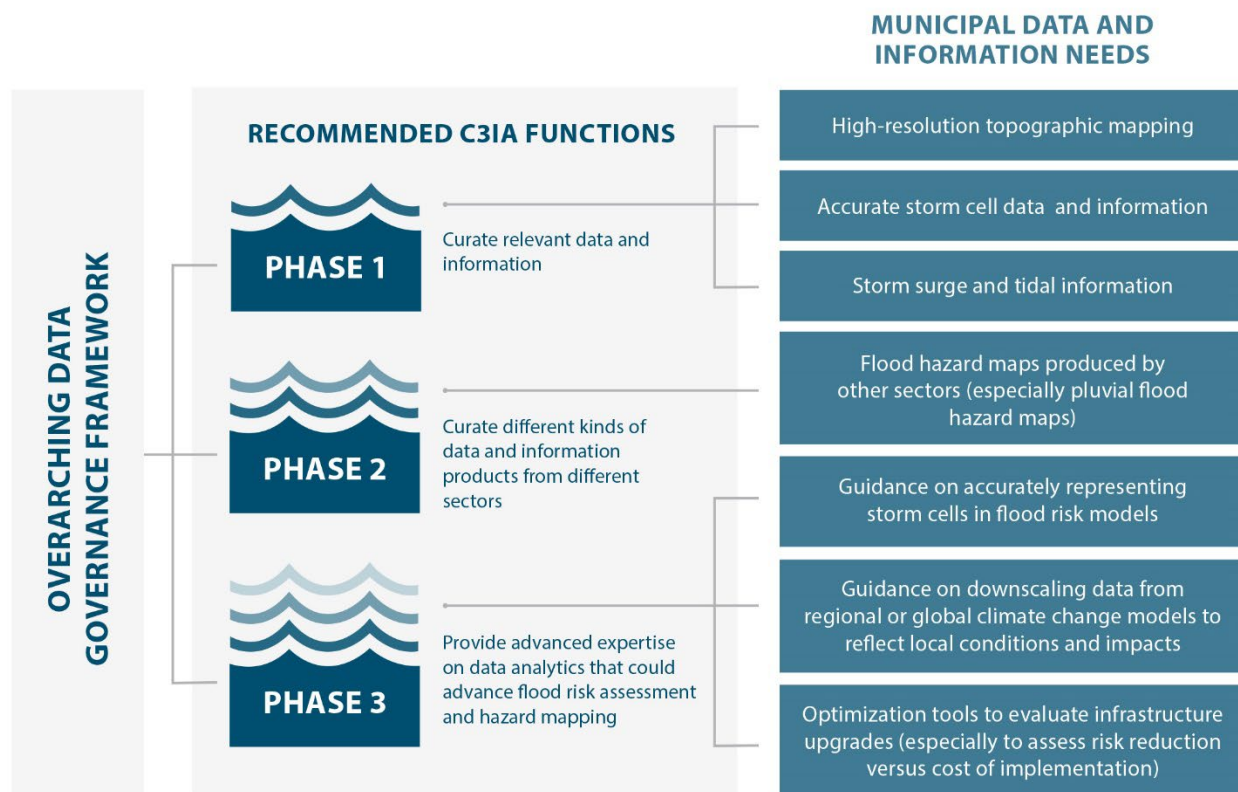 MUNICIPAL DATA AND
INFORMATION NEEDS
OVERARCHING DATA
GOVERNANCE FRAMEWORK
RECOMMENDED C3IA FUNCTIONS
PHASE 1
Curate relevant data and
information
High-resolution topographic mapping
Accurate storm cell data and information
Storm surge and tidal information
PHASE 2
Curate different kinds of
data and information
products from different
sectors
Flood hazard maps produced by
other sectors (especially pluvial flood
hazard maps)
PHASE 3
Provide advanced expertise
on data analytics that could
advance flood risk assessment
and hazard mapping
Guidance on accurately representing
storm cells in flood risk models
Guidance on downscaling data from
regional or global climate change models to
reflect local conditions and impacts
Optimization tools to evaluate infrastructure
upgrades (especially to assess risk reduction
versus cost of implementation)